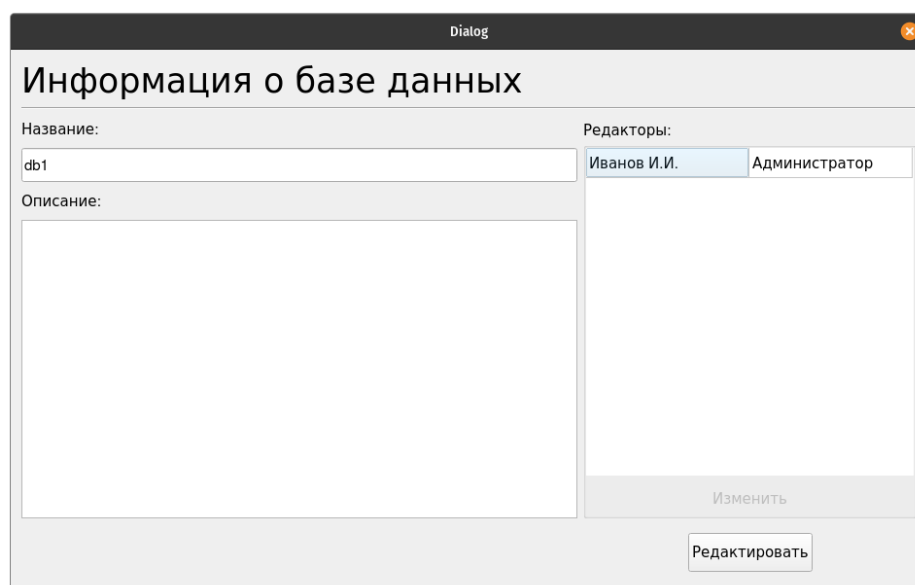 Dialog
Информация о базе данных
Название:
db1
Описание:
Редакторы:
Иванов И.И. Администратор
Изменить
Редактировать